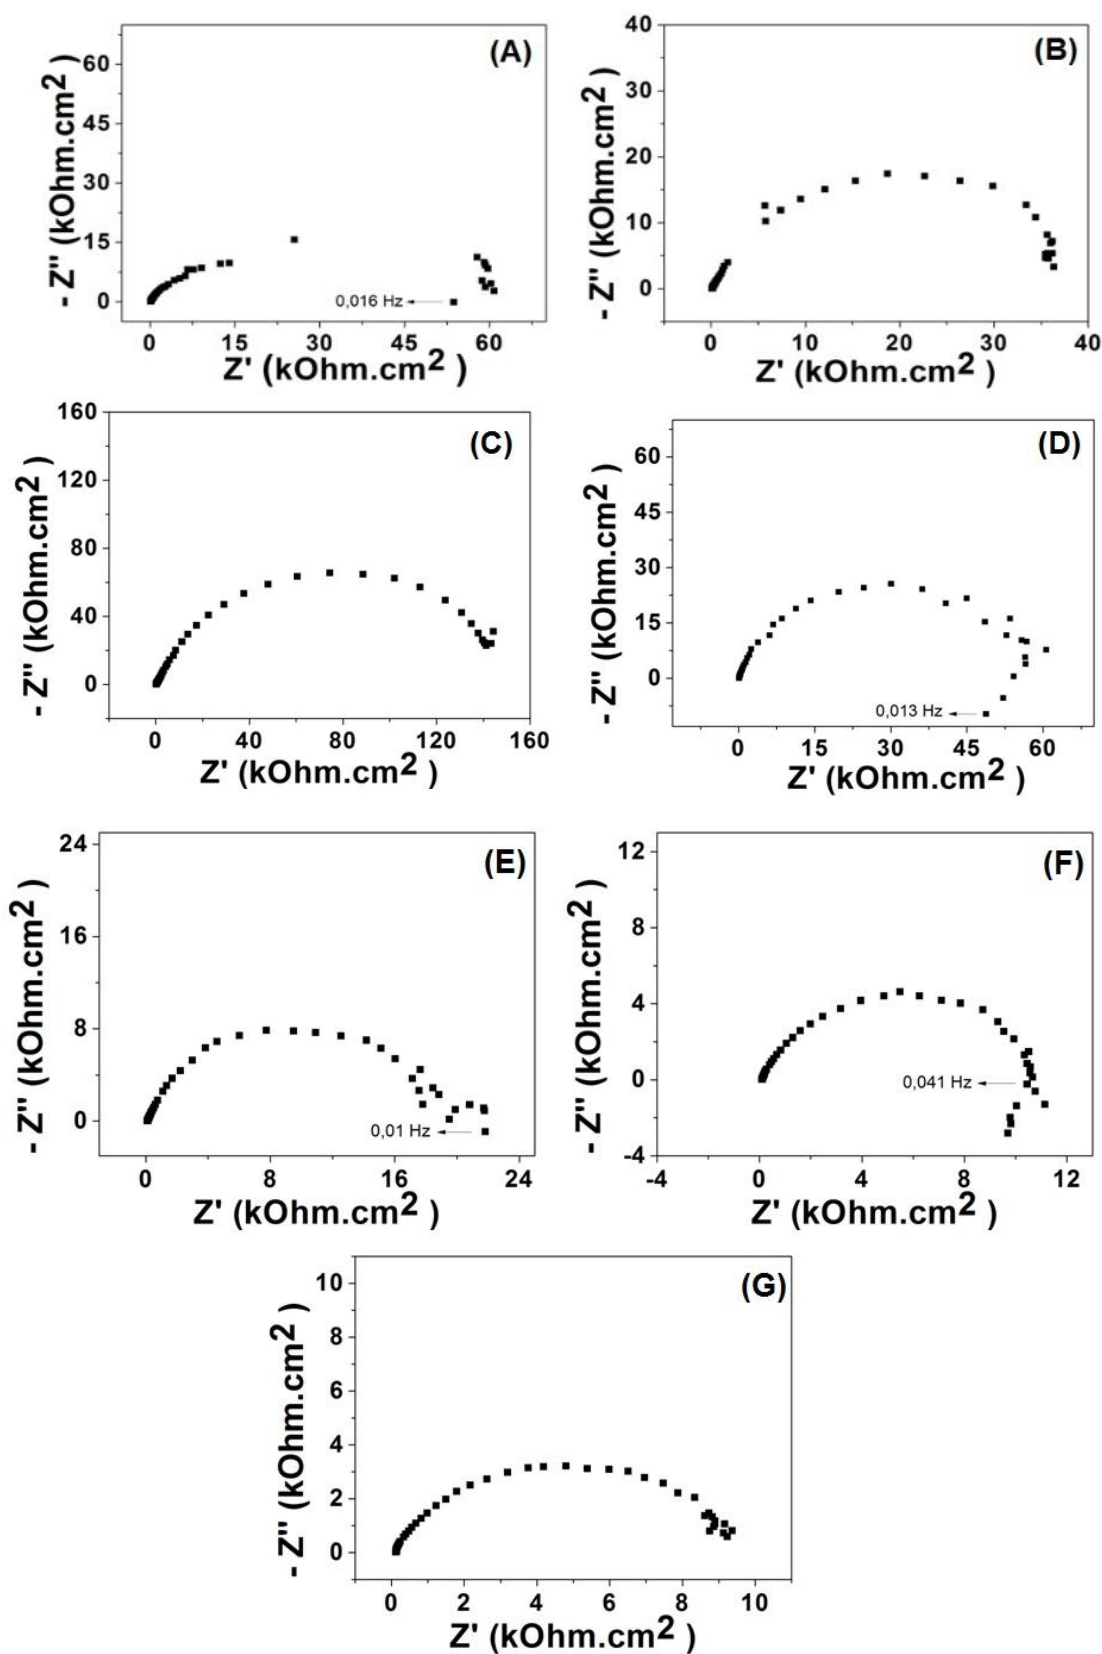 (A)
60
45
30
15
0
- Z'' (kOhm.cm2 )
0,016 Hz
0 15 30 45 60
Z' (kOhm.cm2 )
(B)
40
30
20
10
0
- Z'' (kOhm.cm2 )
0 10 20 30 40
Z' (kOhm.cm2 )
(C)
160
120
80
40
0
- Z'' (kOhm.cm2 )
0 40 80 120 160
Z' (kOhm.cm2 )
(D)
60
45
30
15
0
- Z'' (kOhm.cm2 )
0,013 Hz
0 15 30 45 60
Z' (kOhm.cm2 )
(E)
24
16
8
0
- Z'' (kOhm.cm2 )
0,01 Hz
0 8 16 24
Z' (kOhm.cm2 )
(F)
12
8
4
0
-4
- Z'' (kOhm.cm2 )
0,041 Hz
-4 0 4 8 12
Z' (kOhm.cm2 )
(G)
10
8
6
4
2
0
- Z'' (kOhm.cm2 )
0 2 4 6 8 10
Z' (kOhm.cm2 )